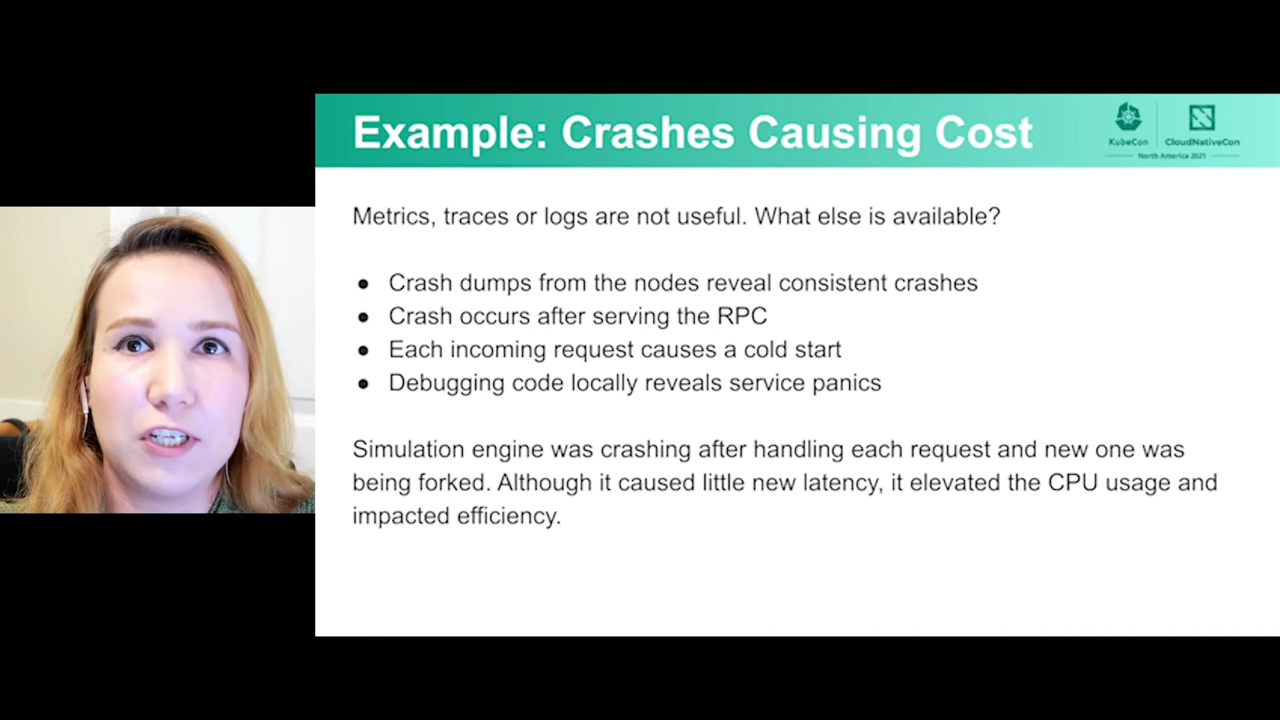 Example: Crashes Causing Cost
KubeCon
CloudNativeCon
North America 2021
Metrics, traces or logs are not useful. What else is available?
● Crash dumps from the nodes reveal consistent crashes
● Crash occurs after serving the RPC
● Each incoming request causes a cold start
● Debugging code locally reveals service panics
Simulation engine was crashing after handling each request and new one was
being forked. Although it caused little new latency, it elevated the CPU usage and
impacted efficiency.